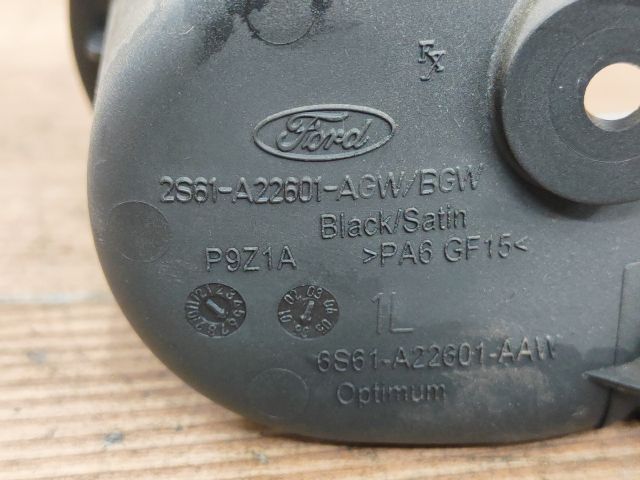 Ford
2S61-A22601-AGW/BGW
Black/Satin
P9Z1A >PA6 GF15<
1L
6S61-A22601-AAW
Optimum